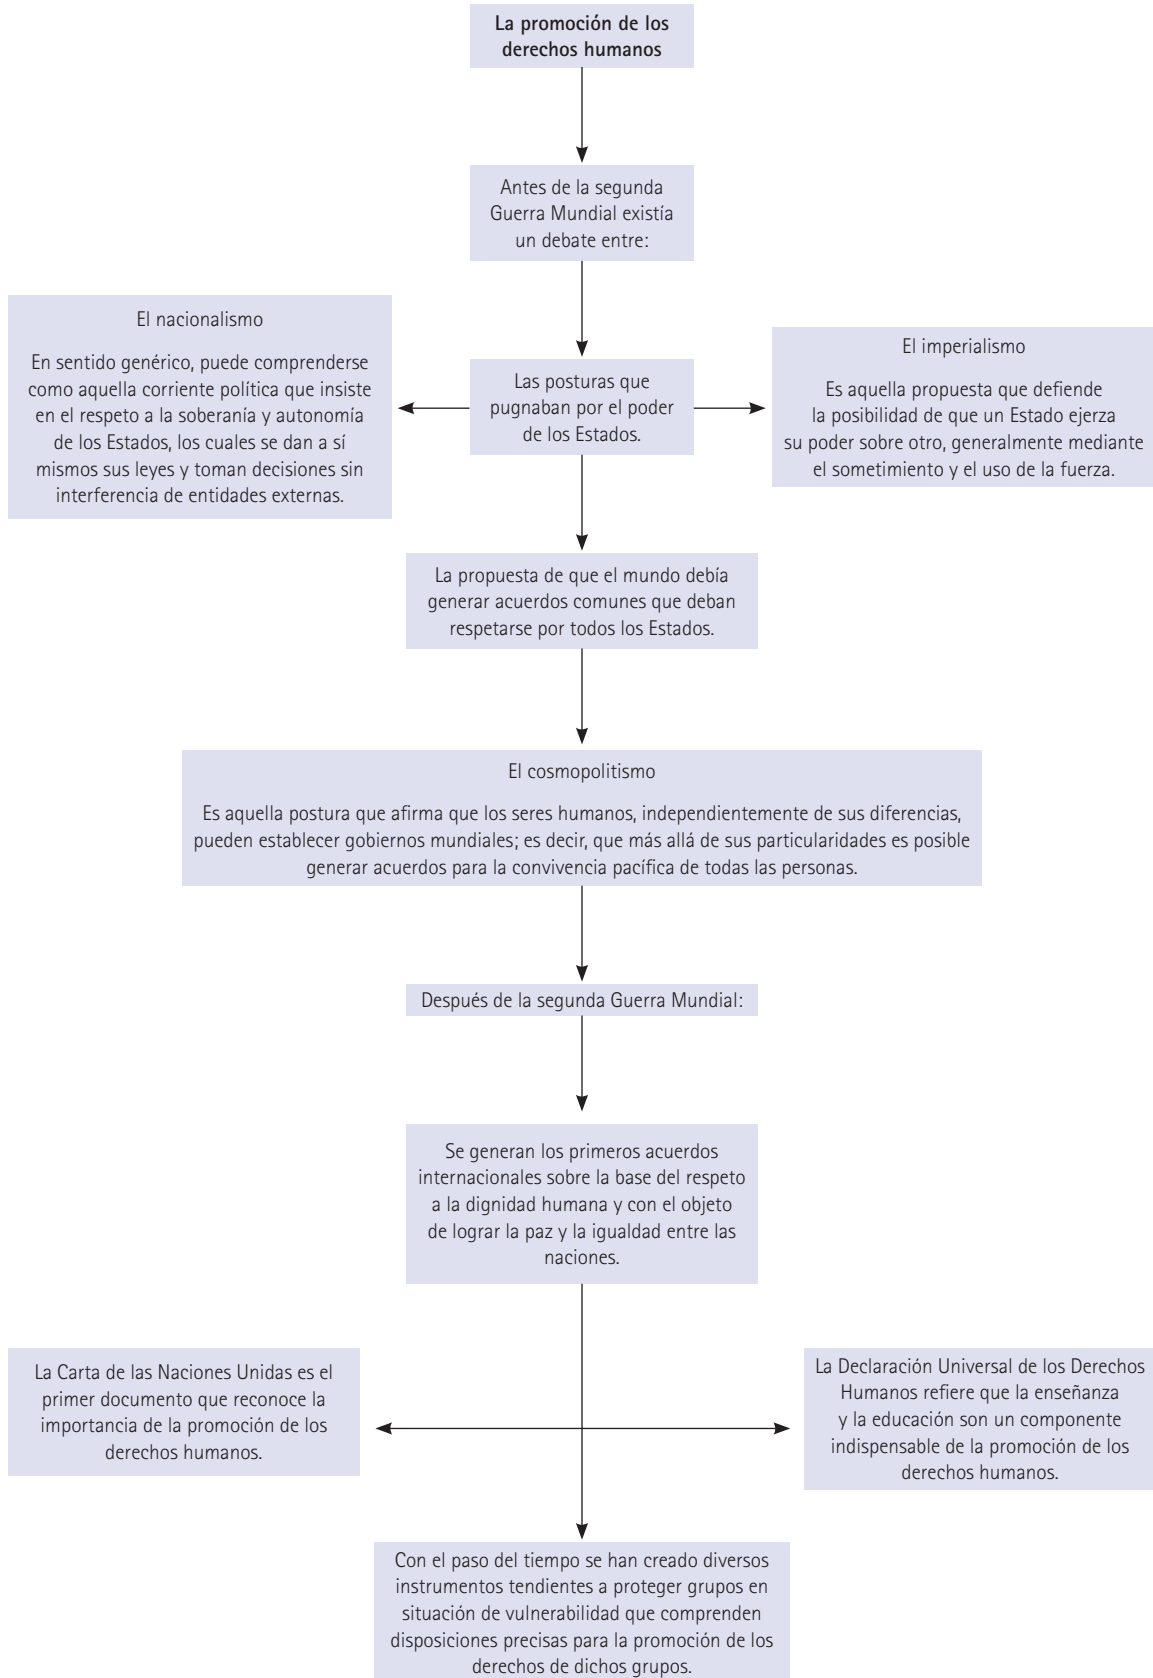 La promoción de los
derechos humanos
Antes de la segunda
Guerra Mundial existía
un debate entre:
El nacionalismo
En sentido genérico, puede comprenderse
como aquella corriente política que insiste
en el respeto a la soberanía y autonomía
de los Estados, los cuales se dan a sí
mismos sus leyes y toman decisiones sin
interferencia de entidades externas.
Las posturas que
pugnaban por el poder
de los Estados.
El imperialismo
Es aquella propuesta que defiende
la posibilidad de que un Estado ejerza
su poder sobre otro, generalmente mediante
el sometimiento y el uso de la fuerza.
La propuesta de que el mundo debía
generar acuerdos comunes que deban
respetarse por todos los Estados.
El cosmopolitismo
Es aquella postura que afirma que los seres humanos, independientemente de sus diferencias,
pueden establecer gobiernos mundiales; es decir, que más allá de sus particularidades es posible
generar acuerdos para la convivencia pacífica de todas las personas.
Después de la segunda Guerra Mundial:
Se generan los primeros acuerdos
internacionales sobre la base del respeto
a la dignidad humana y con el objeto
de lograr la paz y la igualdad entre las
naciones.
La Carta de las Naciones Unidas es el
primer documento que reconoce la
importancia de la promoción de los
derechos humanos.
La Declaración Universal de los Derechos
Humanos refiere que la enseñanza
y la educación son un componente
indispensable de la promoción de los
derechos humanos.
Con el paso del tiempo se han creado diversos
instrumentos tendientes a proteger grupos en
situación de vulnerabilidad que comprenden
disposiciones precisas para la promoción de los
derechos de dichos grupos.